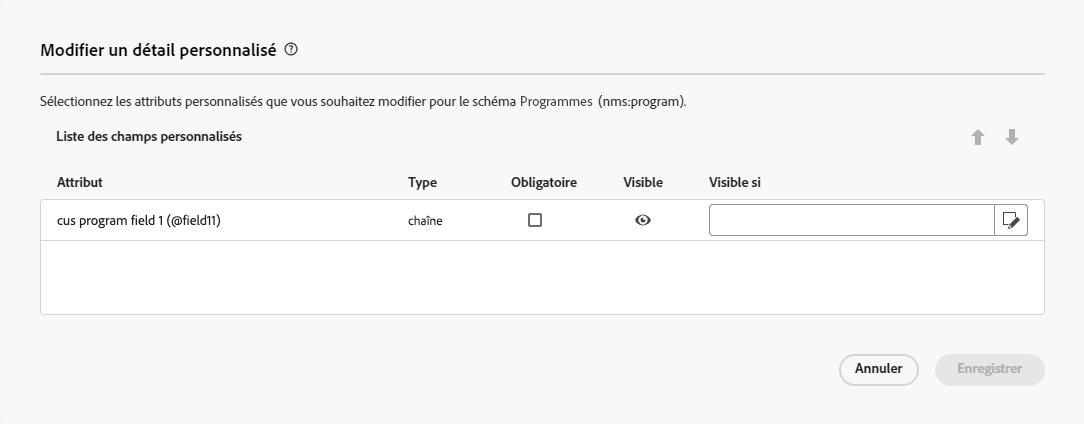 Modifier un détail personnalisé
Sélectionnez les attributs personnalisés que vous souhaitez modifier pour le schéma Programmes (nms:program).
Liste des champs personnalisés
Attribut Type Obligatoire Visible Visible si
cus program field 1 (@field11) chaîne
Annuler Enregistrer